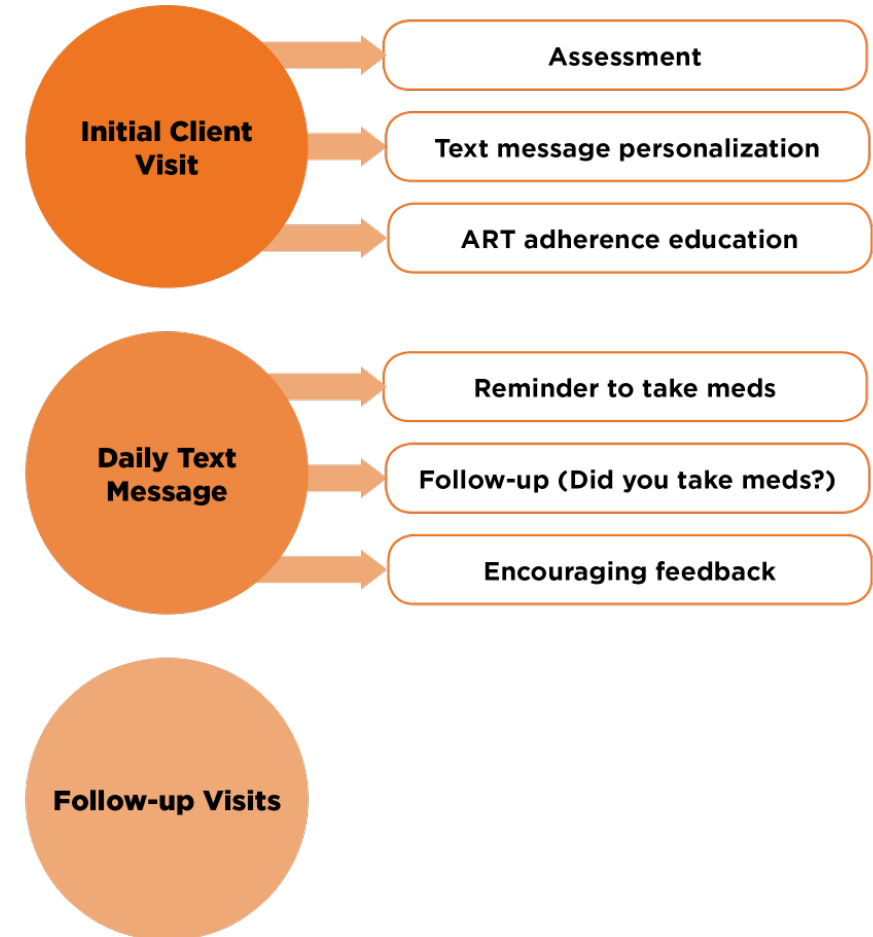 Initial Client
Visit
Assessment
Text message personalization
ART adherence education
Daily Text
Message
Reminder to take meds
Follow-up (Did you take meds?)
Encouraging feedback
Follow-up Visits